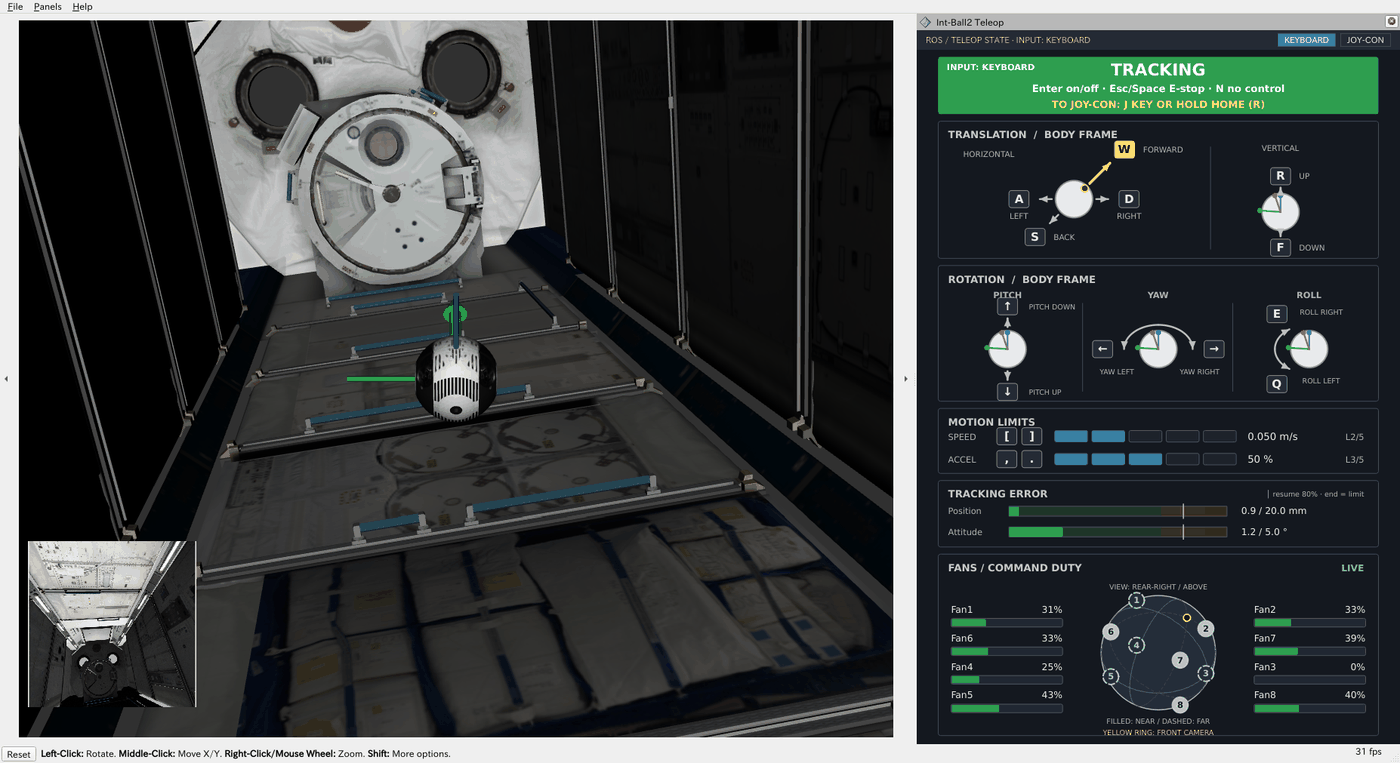 File Panels Help
Int-Ball2 Teleop
ROS / TELEOP STATE · INPUT: KEYBOARD
KEYBOARD
JOY-CON
INPUT: KEYBOARD
TRACKING
Enter on/off · Esc/Space E-stop · N no control
TO JOY-CON: J KEY OR HOLD HOME (R)
TRANSLATION / BODY FRAME
HORIZONTAL
W FORWARD
A
LEFT
D
RIGHT
S BACK
VERTICAL
R UP
F DOWN
ROTATION / BODY FRAME
PITCH
↑ PITCH DOWN
↓ PITCH UP
YAW
←
YAW LEFT
→
YAW RIGHT
ROLL
E ROLL RIGHT
Q ROLL LEFT
MOTION LIMITS
SPEED [ ] 0.050 m/s L2/5
ACCEL , . 50 % L3/5
TRACKING ERROR
| resume 80% · end = limit
Position 0.9 / 20.0 mm
Attitude 1.2 / 5.0 °
FANS / COMMAND DUTY LIVE
VIEW: REAR-RIGHT / ABOVE
Fan1 31%
Fan6 33%
Fan4 25%
Fan5 43%
1
6
2
4
7
5
3
8
Fan2 33%
Fan7 39%
Fan3 0%
Fan8 40%
FILLED: NEAR / DASHED: FAR
YELLOW RING: FRONT CAMERA
Reset Left-Click: Rotate. Middle-Click: Move X/Y. Right-Click/Mouse Wheel: Zoom. Shift: More options.
31 fps